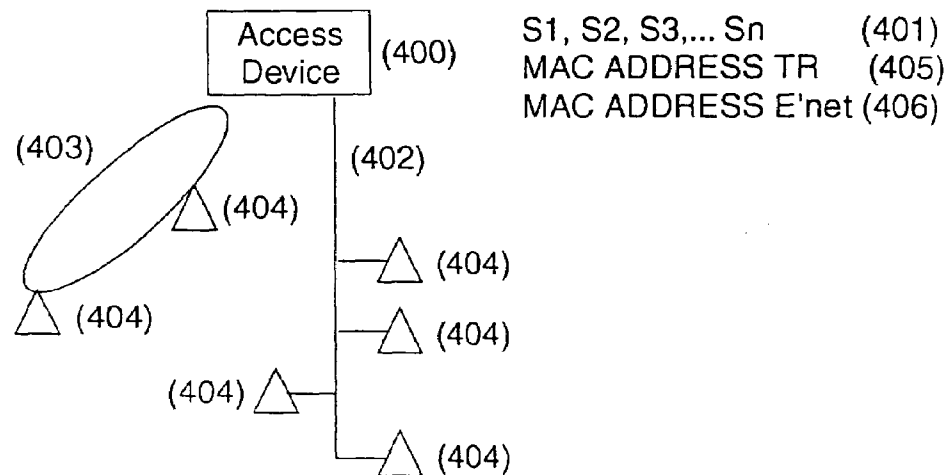 Access
Device
(400)
S1, S2, S3,... Sn (401)
MAC ADDRESS TR (405)
MAC ADDRESS E'net (406)
(403)
(402)
(404)
(404)
(404)
(404)
(404)
(404)